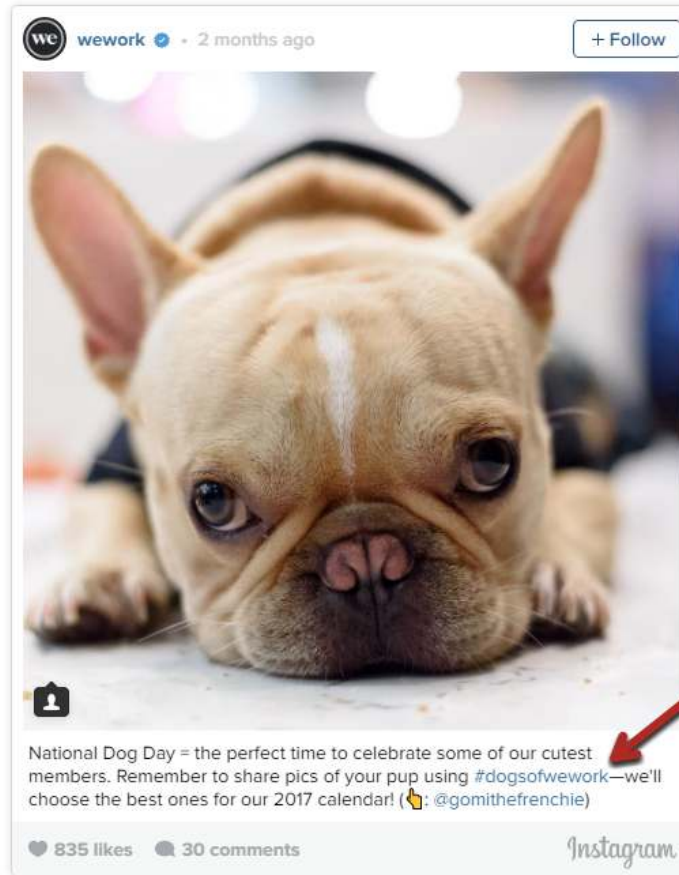 we wework • 2 months ago + Follow
National Dog Day = the perfect time to celebrate some of our cutest
members. Remember to share pics of your pup using #dogsofwework—we'll
choose the best ones for our 2017 calendar! (👆: @gomithefrenchie)
835 likes 30 comments Instagram